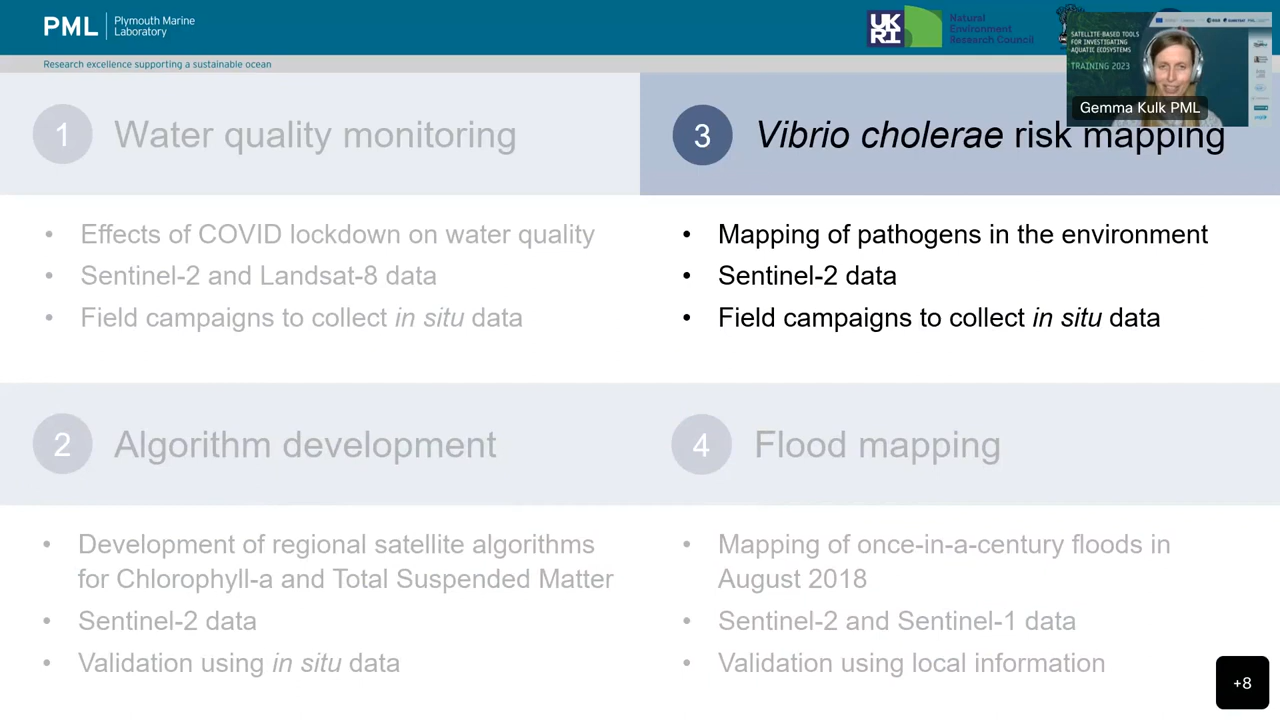 PML
Plymouth Marine
Laboratory
Research excellence supporting a sustainable ocean
UKRI
Natural
Environment
Research Council
SATELLITE-BASED TOOLS
FOR INVESTIGATING
AQUATIC ECOSYSTEMS
TRAINING 2023
Gemma Kulk PML
1
Water quality monitoring
• Effects of COVID lockdown on water quality
• Sentinel-2 and Landsat-8 data
• Field campaigns to collect in situ data
3
Vibrio cholerae risk mapping
• Mapping of pathogens in the environment
• Sentinel-2 data
• Field campaigns to collect in situ data
2
Algorithm development
• Development of regional satellite algorithms
for Chlorophyll-a and Total Suspended Matter
• Sentinel-2 data
• Validation using in situ data
4
Flood mapping
• Mapping of once-in-a-century floods in
August 2018
• Sentinel-2 and Sentinel-1 data
• Validation using local information
+8